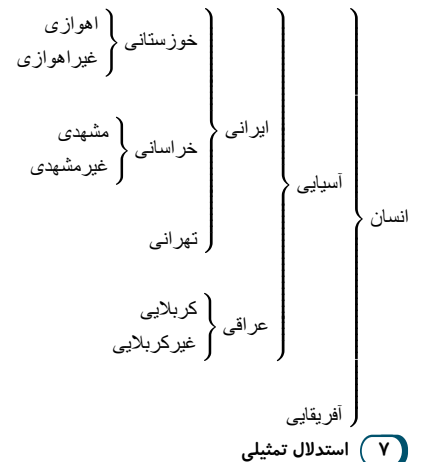 اهوازی
خوزستانی
غیراهوازی
ایرانی
مشهدی
خراسانی
غیرمشهدی
آسیایی
انسان
تهرانی
کربلایی
عراقی
غیرکربلایی
آفریقایی
۷ استدلال تمثیلی